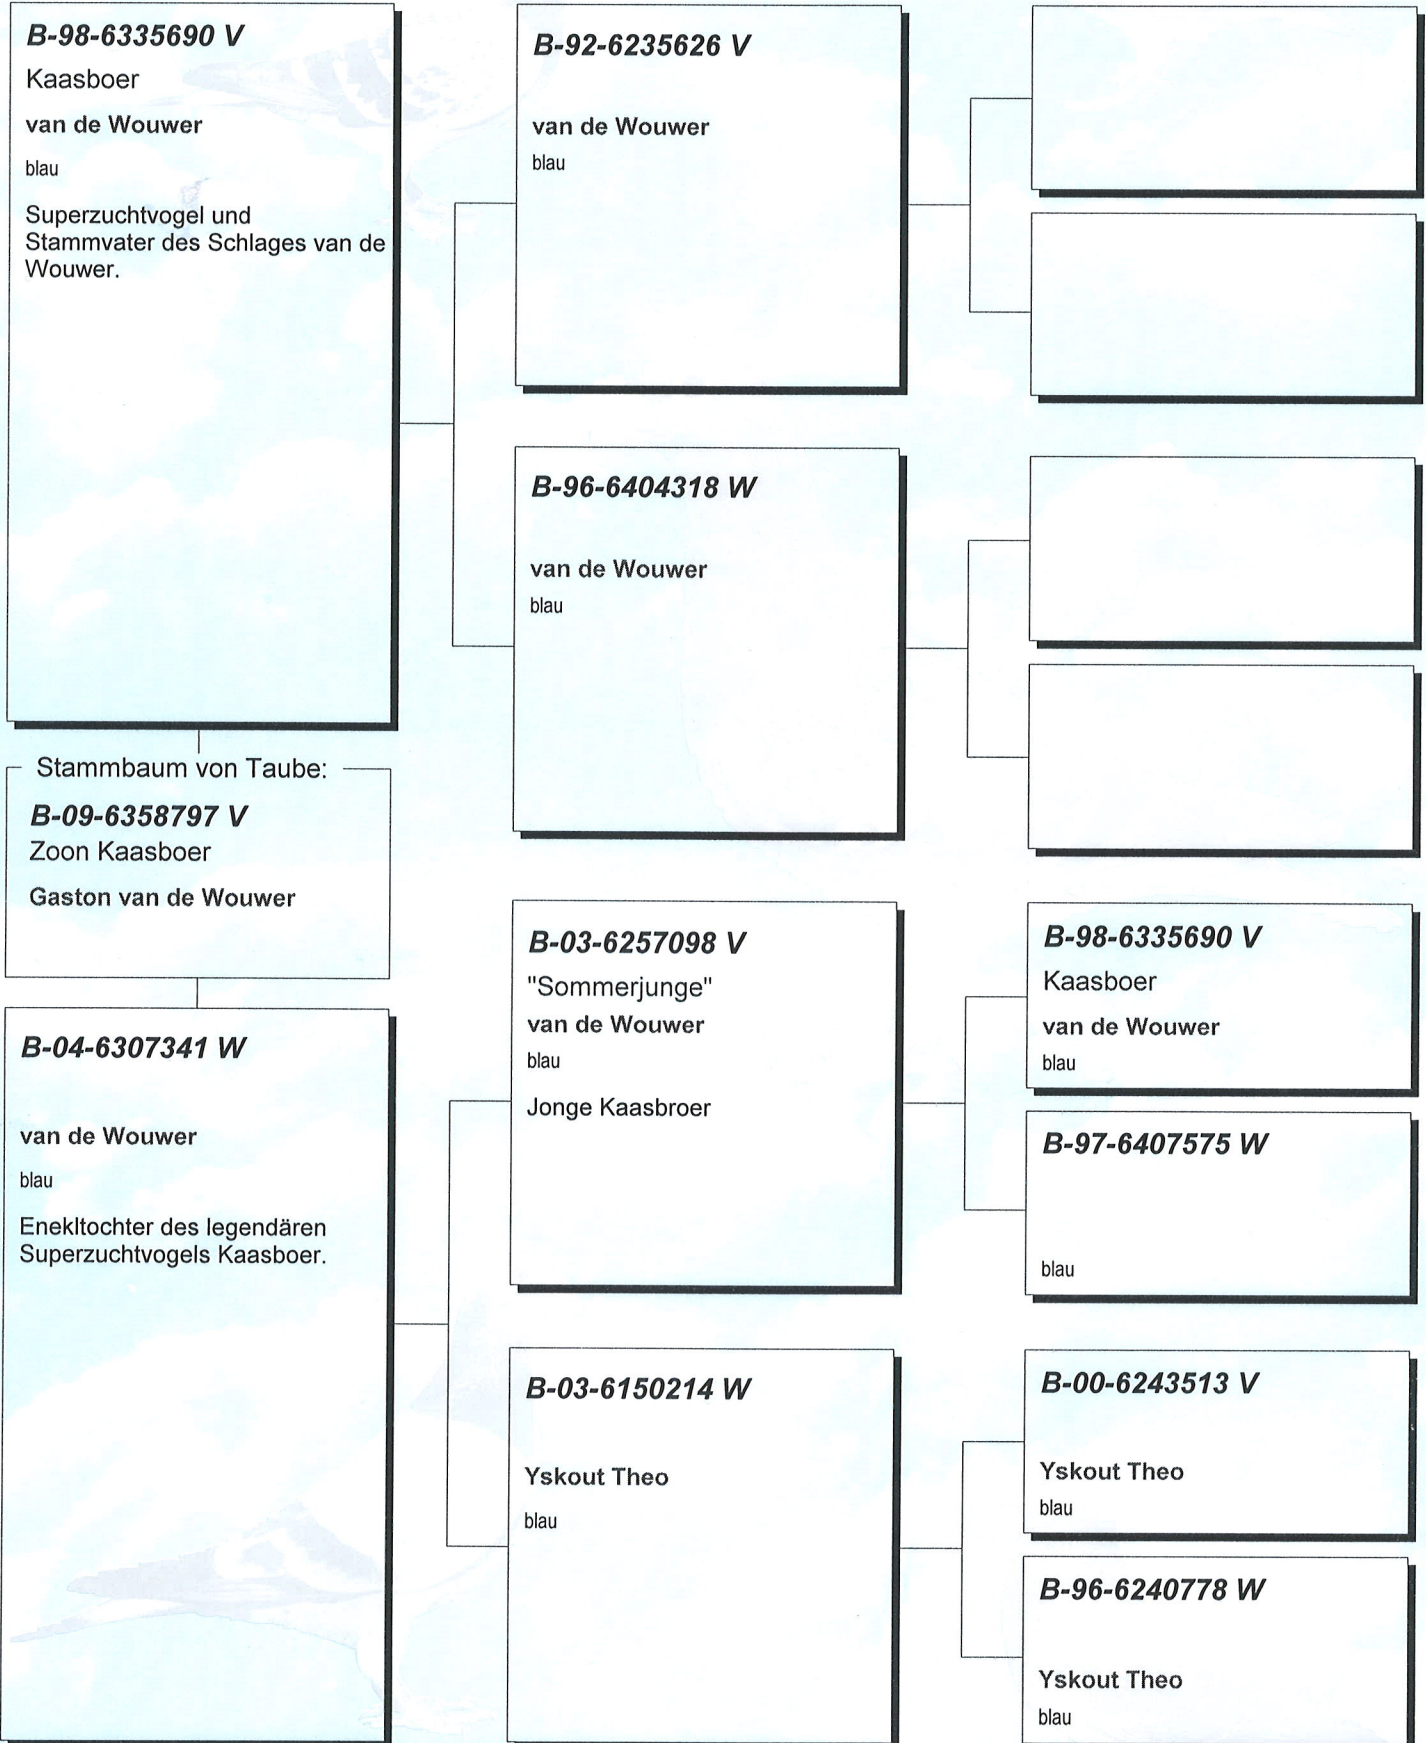 B-98-6335690 V
Kaasboer
van de Wouwer
blau
Superzuchtvogel und
Stammvater des Schlages van de
Wouwer.
Stammbaum von Taube:
B-09-6358797 V
Zoon Kaasboer
Gaston van de Wouwer
B-04-6307341 W
van de Wouwer
blau
Enekltochter des legendären
Superzuchtvogels Kaasboer.
B-92-6235626 V
van de Wouwer
blau
B-96-6404318 W
van de Wouwer
blau
B-03-6257098 V
"Sommerjunge"
van de Wouwer
blau
Jonge Kaasbroer
B-03-6150214 W
Yskout Theo
blau
B-98-6335690 V
Kaasboer
van de Wouwer
blau
B-97-6407575 W
blau
B-00-6243513 V
Yskout Theo
blau
B-96-6240778 W
Yskout Theo
blau